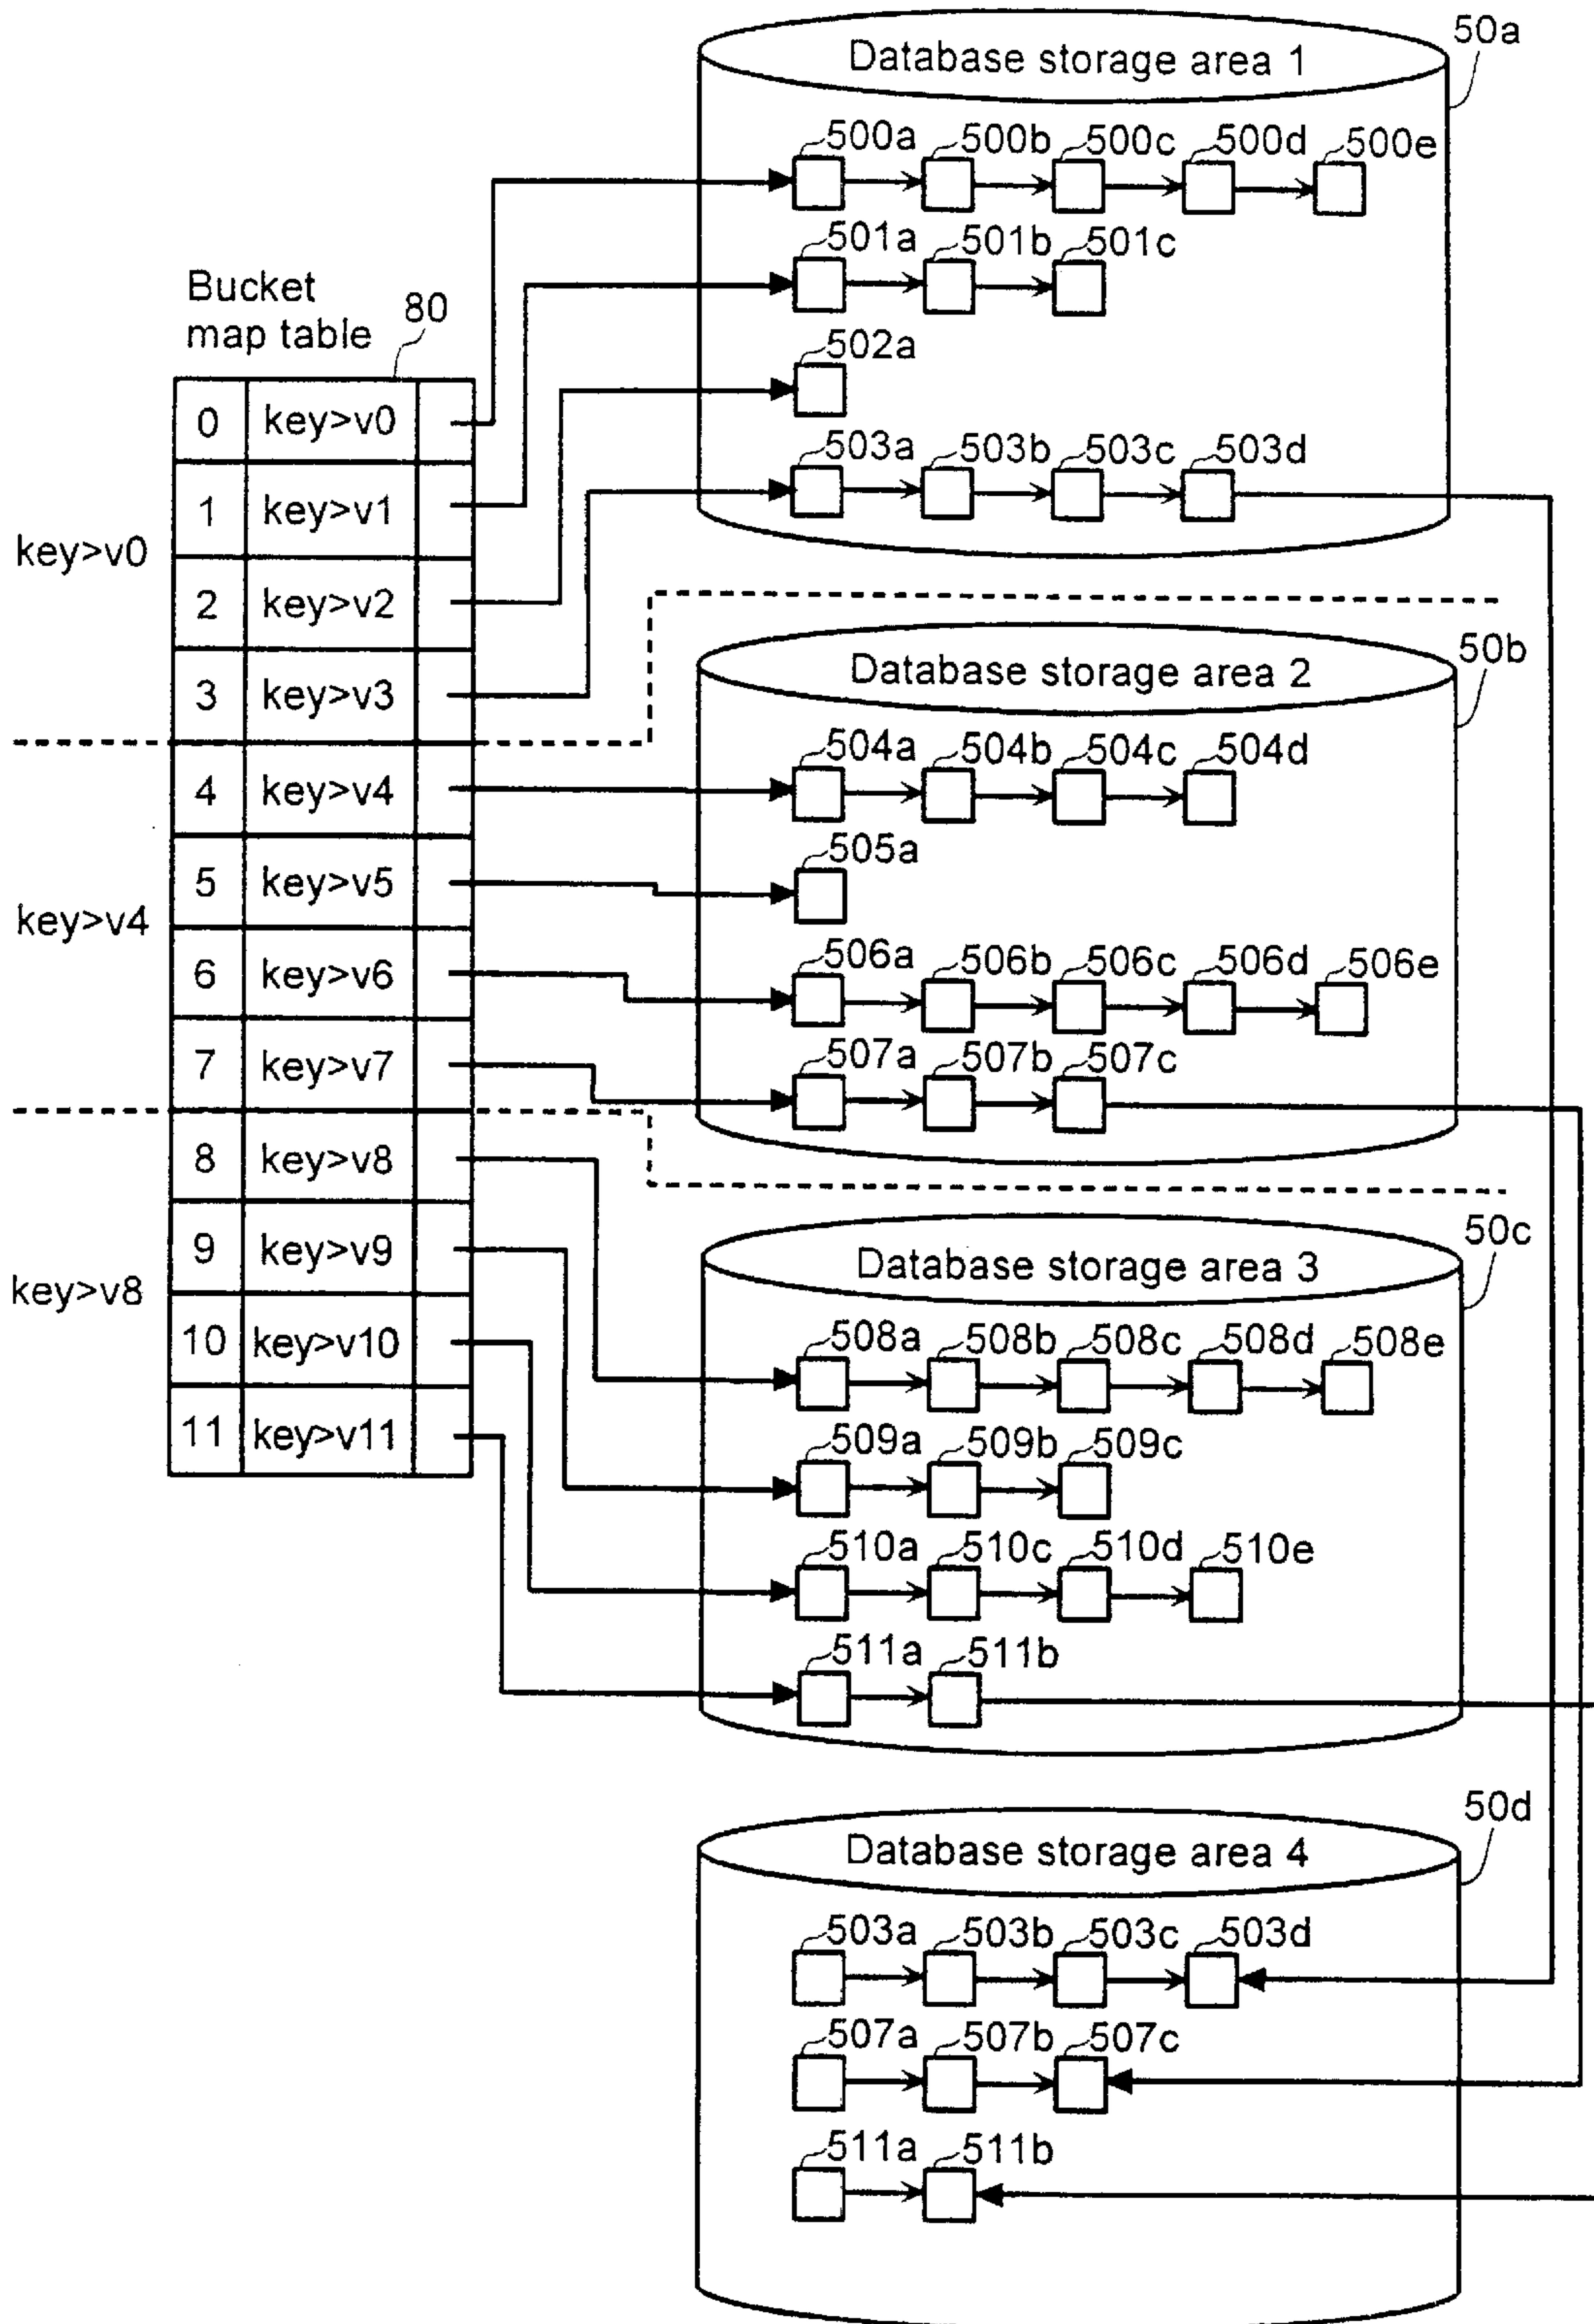 Database storage area 1
50a
500a 500b 500c 500d 500e
501a 501b 501c
502a
503a 503b 503c 503d
Bucket
map table
80
0 key>v0
1 key>v1
2 key>v2
3 key>v3
4 key>v4
5 key>v5
6 key>v6
7 key>v7
8 key>v8
9 key>v9
10 key>v10
11 key>v11
key>v0
key>v4
key>v8
Database storage area 2
50b
504a 504b 504c 504d
505a
506a 506b 506c 506d 506e
507a 507b 507c
Database storage area 3
50c
508a 508b 508c 508d 508e
509a 509b 509c
510a 510c 510d 510e
511a 511b
Database storage area 4
50d
503a 503b 503c 503d
507a 507b 507c
511a 511b